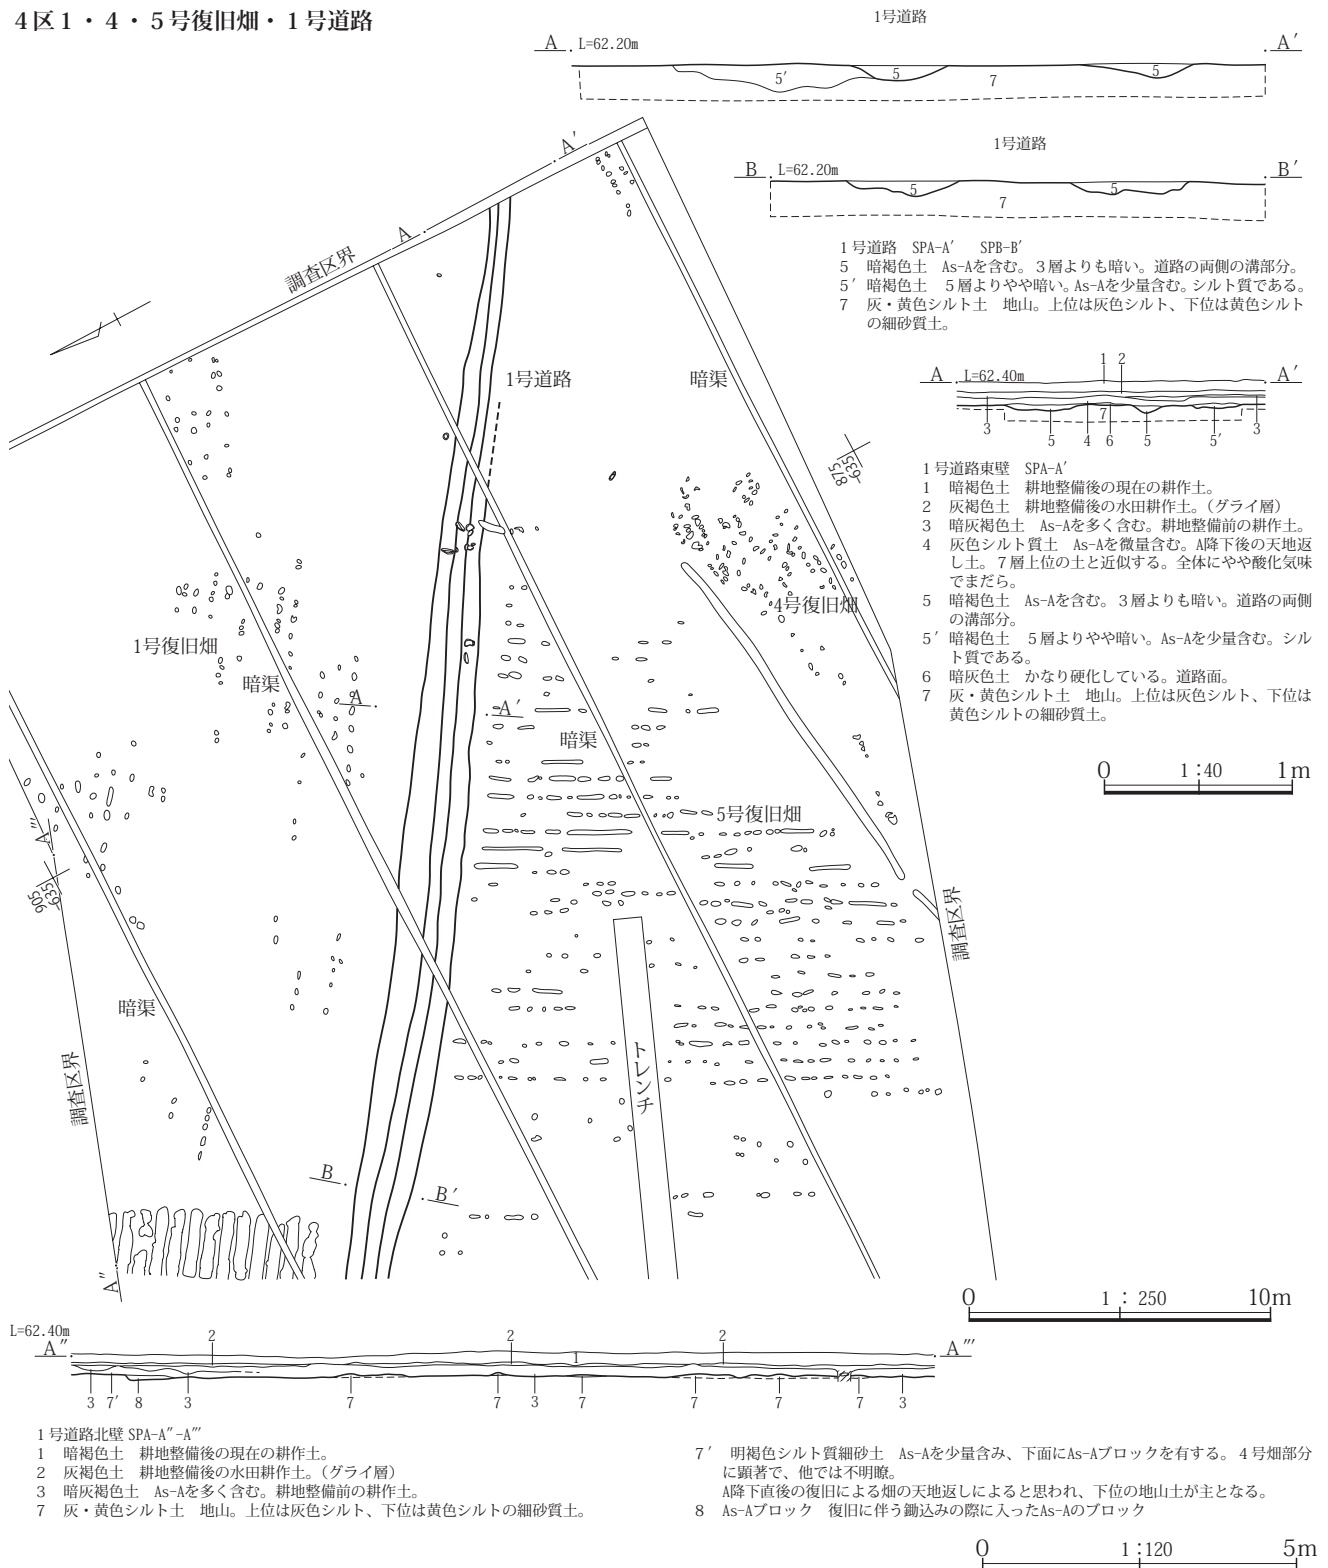 4区1・4・5号復旧畑・1号道路
1号道路
A L=62.20m A′
5′ 5 7 5
1号道路
B L=62.20m B′
5 7 5
1号道路 SPA-A′ SPB-B′
5 暗褐色土 As-Aを含む。3層よりも暗い。道路の両側の溝部分。
5′ 暗褐色土 5層よりやや暗い。As-Aを少量含む。シルト質である。
7 灰・黄色シルト土 地山。上位は灰色シルト、下位は黄色シルト
の細砂質土。
A L=62.40m 1 2 A′
3 5 4 7 6 5 5′ 3
1号道路東壁 SPA-A′
1 暗褐色土 耕地整備後の現在の耕作土。
2 灰褐色土 耕地整備後の水田耕作土。(グライ層)
3 暗灰褐色土 As-Aを多く含む。耕地整備前の耕作土。
4 灰色シルト質土 As-Aを微量含む。A降下後の天地返
し土。7層上位の土と近似する。全体にやや酸化気味
でまだら。
5 暗褐色土 As-Aを含む。3層よりも暗い。道路の両側
の溝部分。
5′ 暗褐色土 5層よりやや暗い。As-Aを少量含む。シル
ト質である。
6 暗灰色土 かなり硬化している。道路面。
7 灰・黄色シルト土 地山。上位は灰色シルト、下位は
黄色シルトの細砂質土。
0 1:40 1m
調査区界
A
A′
1号道路
暗渠
875
-635
4号復旧畑
1号復旧畑
暗渠
A
A′
暗渠
5号復旧畑
A‴
-635
905
調査区界
暗渠
トレンチ
調査区界
B
B′
A″
0 1:250 10m
L=62.40m
A″ 2 2 1 2 A‴
3 7′ 8 3 7 7 3 7 7 7 7 3
1号道路北壁 SPA-A″-A‴
1 暗褐色土 耕地整備後の現在の耕作土。
2 灰褐色土 耕地整備後の水田耕作土。(グライ層)
3 暗灰褐色土 As-Aを多く含む。耕地整備前の耕作土。
7 灰・黄色シルト土 地山。上位は灰色シルト、下位は黄色シルトの細砂質土。
7′ 明褐色シルト質細砂土 As-Aを少量含み、下面にAs-Aブロックを有する。4号畑部分
に顕著で、他では不明瞭。
A降下直後の復旧による畑の天地返しによると思われ、下位の地山土が主となる。
8 As-Aブロック 復旧に伴う鋤込みの際に入ったAs-Aのブロック
0 1:120 5m